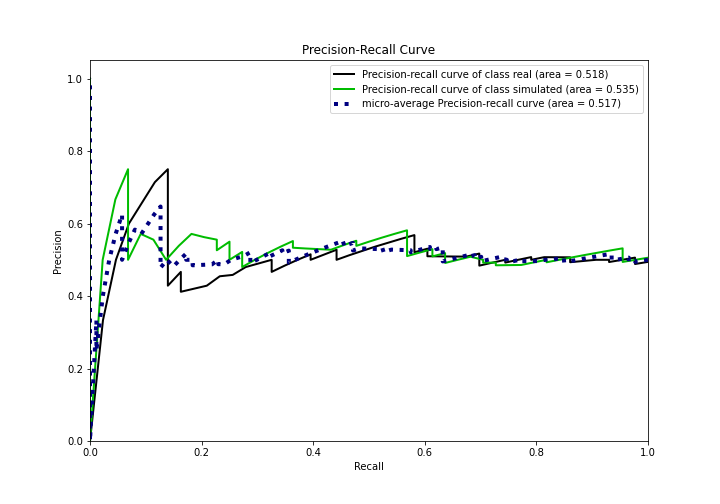 Precision-Recall Curve
Precision-recall curve of class real (area = 0.518)
Precision-recall curve of class simulated (area = 0.535)
micro-average Precision-recall curve (area = 0.517)
1.0
0.8
0.6
0.4
0.2
0.0
Precision
0.0 0.2 0.4 0.6 0.8 1.0
Recall